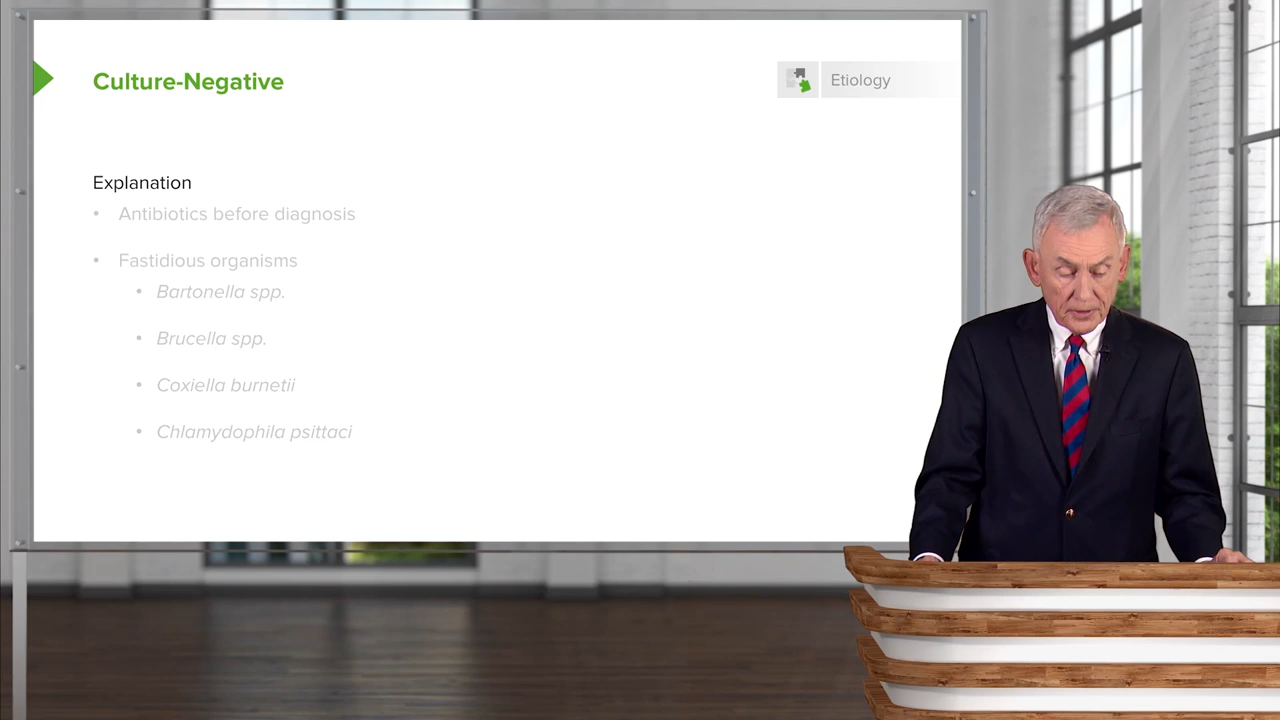 Culture-Negative
Etiology
Explanation
• Antibiotics before diagnosis
• Fastidious organisms
• Bartonella spp.
• Brucella spp.
• Coxiella burnetii
• Chlamydophila psittaci